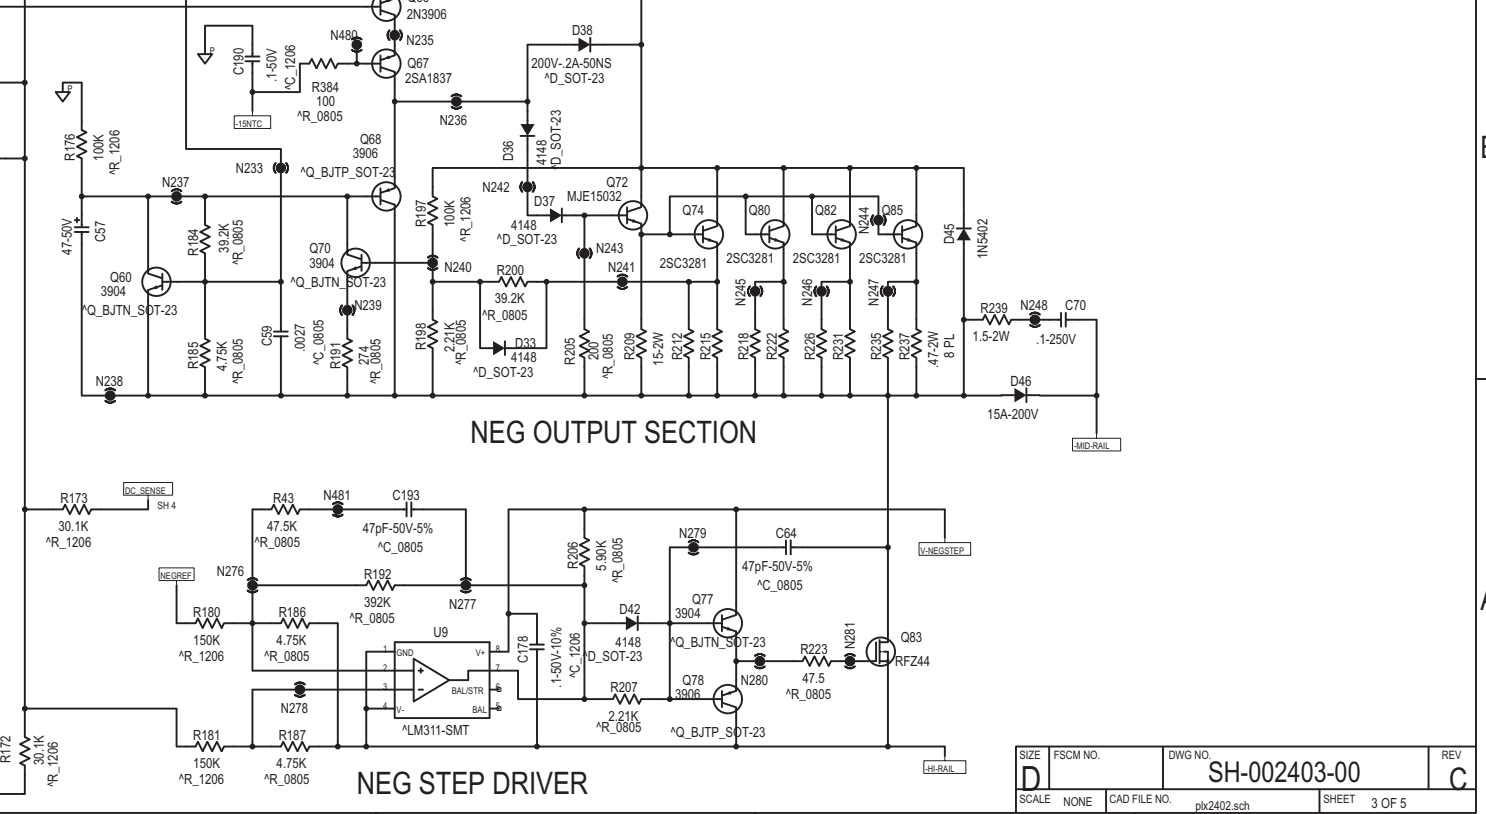 2N3906
N480
N235
D38
C190
.1-50V
^C_1206
P
Q67
2SA1837
200V-.2A-50NS
^D_SOT-23
P
R384
100
^R_0805
-15NTC
N236
R176
100K
^R_1206
Q68
3906
^Q_BJTP_SOT-23
D36
4148
^D_SOT-23
N233
N237
N242
Q72
MJE15032
R197
100K
^R_1206
D37
4148
^D_SOT-23
Q74
Q80
Q82
N244
Q85
47-50V
+
C57
R184
39.2K
^R_0805
Q70
3904
^Q_BJTN_SOT-23
N240
N243
N241
2SC3281
2SC3281
2SC3281
2SC3281
D45
1N5402
Q60
3904
^Q_BJTN_SOT-23
R200
39.2K
^R_0805
N245
N246
N247
N239
R239
1.5-2W
N248
C70
.1-250V
R185
4.75K
^R_0805
C59
.0027
^C_0805
R191
274
^R_0805
R198
2.21K
^R_0805
D33
4148
^D_SOT-23
R205
200
^R_0805
R209
15-2W
R212
R215
R218
R222
R226
R231
R235
R237
.47-2W
8 PL
N238
D46
15A-200V
NEG OUTPUT SECTION
-MID-RAIL
R173
30.1K
^R_1206
DC_SENSE
SH 4
R43
47.5K
^R_0805
N481
C193
47pF-50V-5%
^C_0805
R206
5.90K
^R_0805
N279
C64
47pF-50V-5%
^C_0805
V-NEGSTEP
NEGREF
N276
R192
392K
^R_0805
N277
R180
150K
^R_1206
R186
4.75K
^R_0805
U9
D42
4148
^D_SOT-23
Q77
3904
^Q_BJTN_SOT-23
C178
.1-50V-10%
^C_1206
1
GND
V+
8
2
+
7
3
-
BAL/STR
6
4
V-
BAL
5
^LM311-SMT
N278
R207
2.21K
^R_0805
Q78
3906
^Q_BJTP_SOT-23
N280
R223
47.5
^R_0805
N281
Q83
RFZ44
R172
30.1K
^R_1206
R181
150K
^R_1206
R187
4.75K
^R_0805
NEG STEP DRIVER
-HI-RAIL
SIZE
D
FSCM NO.
DWG NO.
SH-002403-00
REV
C
SCALE
NONE
CAD FILE NO.
plx2402.sch
SHEET
3 OF 5